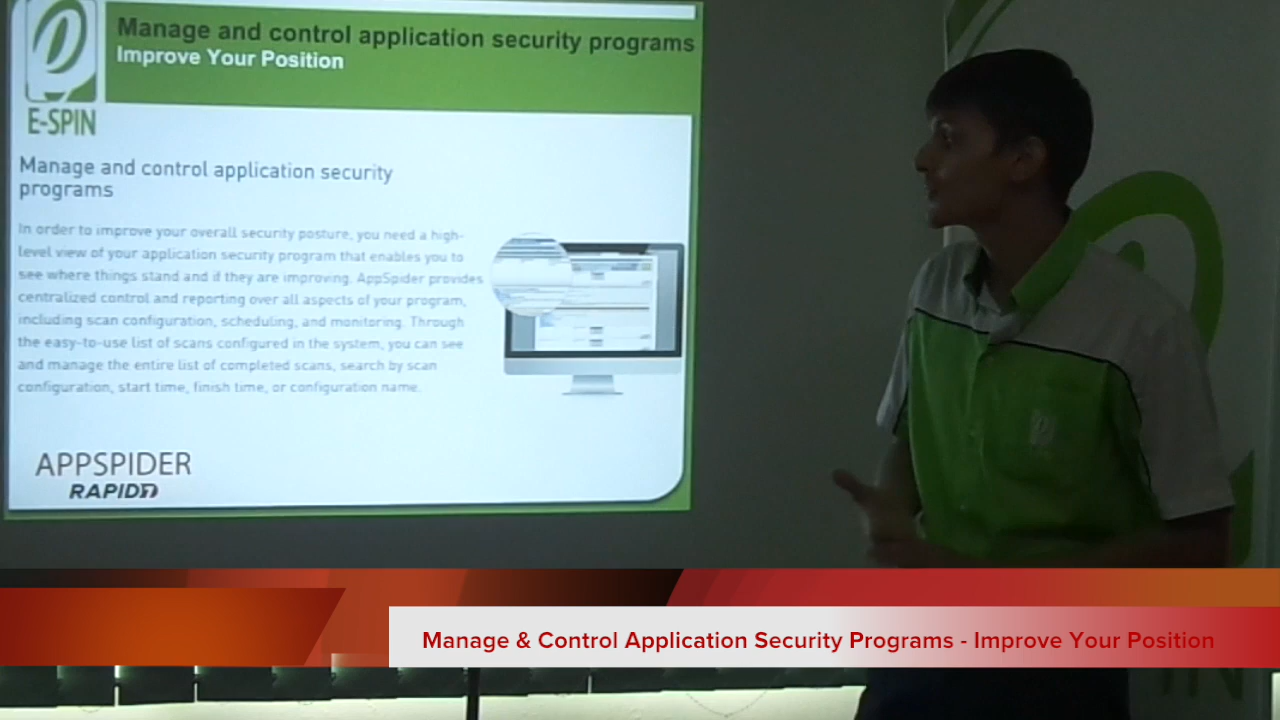 Manage and control application security programs
Improve Your Position
E-SPIN
Manage and control application security
programs
In order to improve your overall security posture, you need a high-
level view of your application security program that enables you to
see where things stand and if they are improving. AppSpider provides
centralized control and reporting over all aspects of your program,
including scan configuration, scheduling, and monitoring. Through
the easy-to-use list of scans configured in the system, you can see
and manage the entire list of completed scans, search by scan
configuration, start time, finish time, or configuration name.
APPSPIDER
RAPID7
Manage & Control Application Security Programs - Improve Your Position
IN